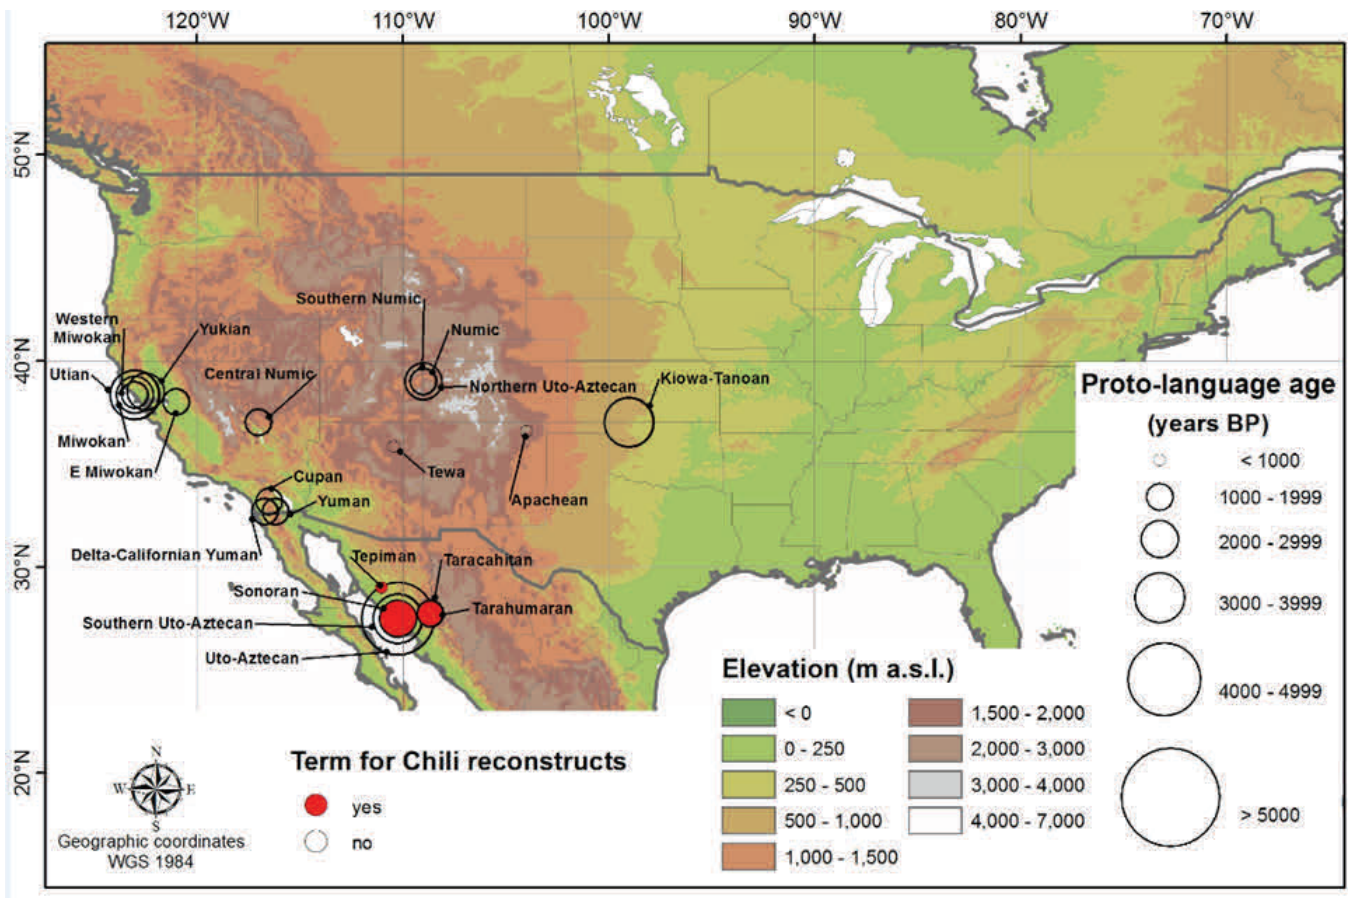 120°W 110°W 100°W 90°W 80°W 70°W
50°N
40°N
30°N
20°N
Southern Numic
Western
Miwokan
Yukian
Numic
Utian
Central Numic
Northern Uto-Aztecan
Kiowa-Tanoan
Miwokan
E Miwokan
Tewa
Cupan
Apachean
Yuman
Delta-Californian Yuman
Tepiman
Taracahitan
Sonoran
Tarahumaran
Southern Uto-Aztecan
Uto-Aztecan
Proto-language age
(years BP)
< 1000
1000 - 1999
2000 - 2999
3000 - 3999
4000 - 4999
> 5000
Elevation (m a.s.l.)
< 0
0 - 250
250 - 500
500 - 1,000
1,000 - 1,500
1,500 - 2,000
2,000 - 3,000
3,000 - 4,000
4,000 - 7,000
Term for Chili reconstructs
yes
no
N
W E
S
Geographic coordinates
WGS 1984